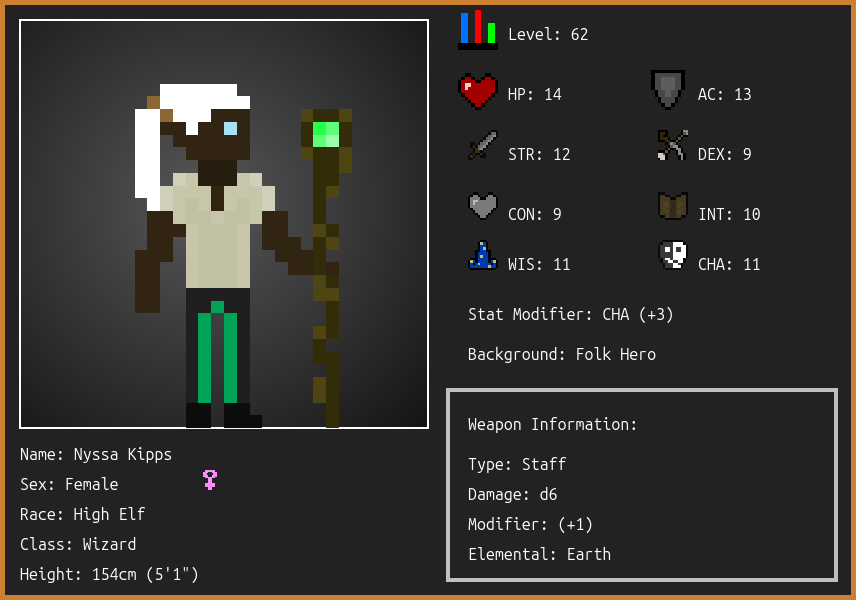 Level: 62
HP: 14
AC: 13
STR: 12
DEX: 9
CON: 9
INT: 10
WIS: 11
CHA: 11
Stat Modifier: CHA (+3)
Background: Folk Hero
Weapon Information:
Type: Staff
Damage: d6
Modifier: (+1)
Elemental: Earth
Name: Nyssa Kipps
Sex: Female
Race: High Elf
Class: Wizard
Height: 154cm (5'1")